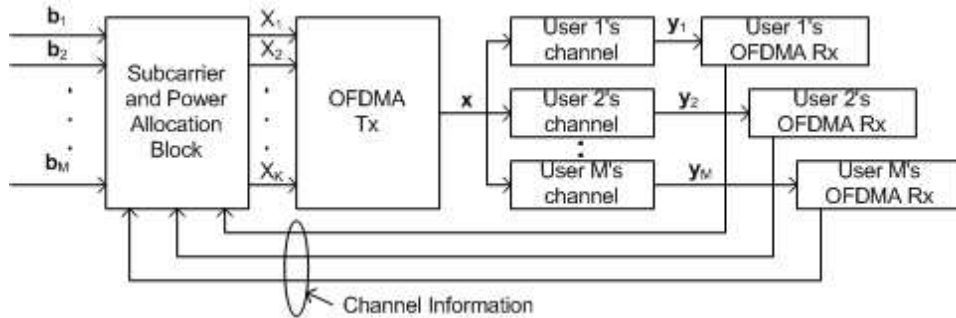 b1
b2
bM
Subcarrier
and Power
Allocation
Block
X1
X2
XK
OFDMA
Tx
x
User 1's
channel
User 2's
channel
User M's
channel
y1
y2
yM
User 1's
OFDMA Rx
User 2's
OFDMA Rx
User M's
OFDMA Rx
Channel Information